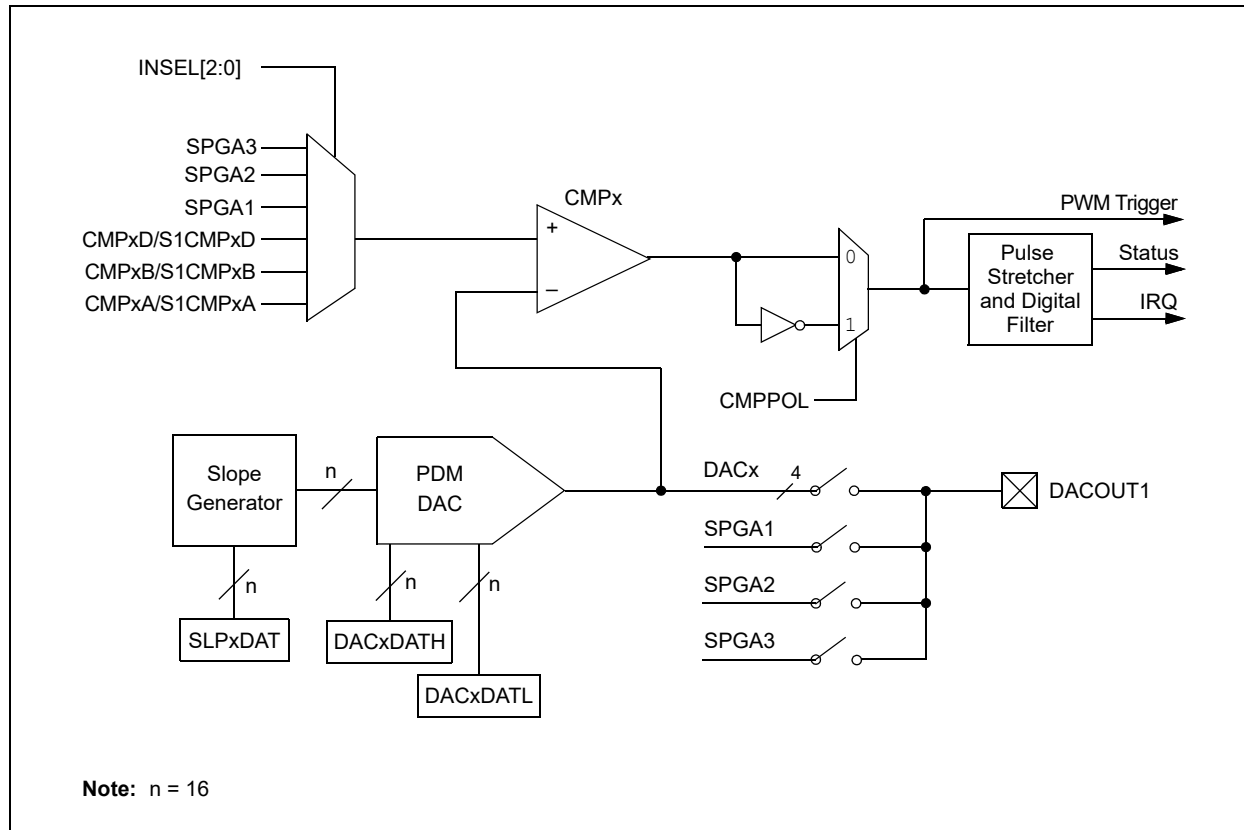 INSEL[2:0]
SPGA3
SPGA2
SPGA1
CMPxD/S1CMPxD
CMPxB/S1CMPxB
CMPxA/S1CMPxA
CMPx
+
–
0
1
CMPPOL
PWM Trigger
Pulse
Stretcher
and Digital
Filter
Status
IRQ
Slope
Generator
n
PDM
DAC
n
n
n
SLPxDAT
DACxDATH
DACxDATL
DACx
4
SPGA1
SPGA2
SPGA3
DACOUT1
Note: n = 16